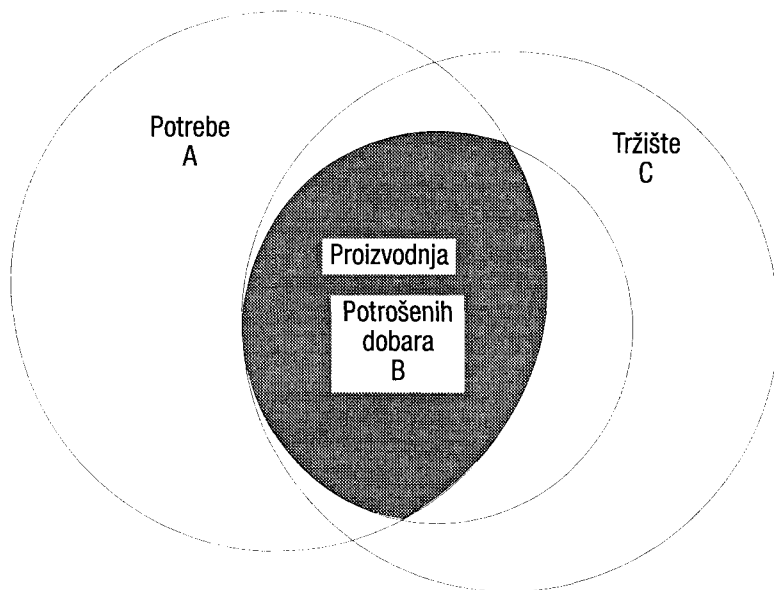 Potrebe
A
Tržište
C
Proizvodnja
Potrošenih
dobara
B